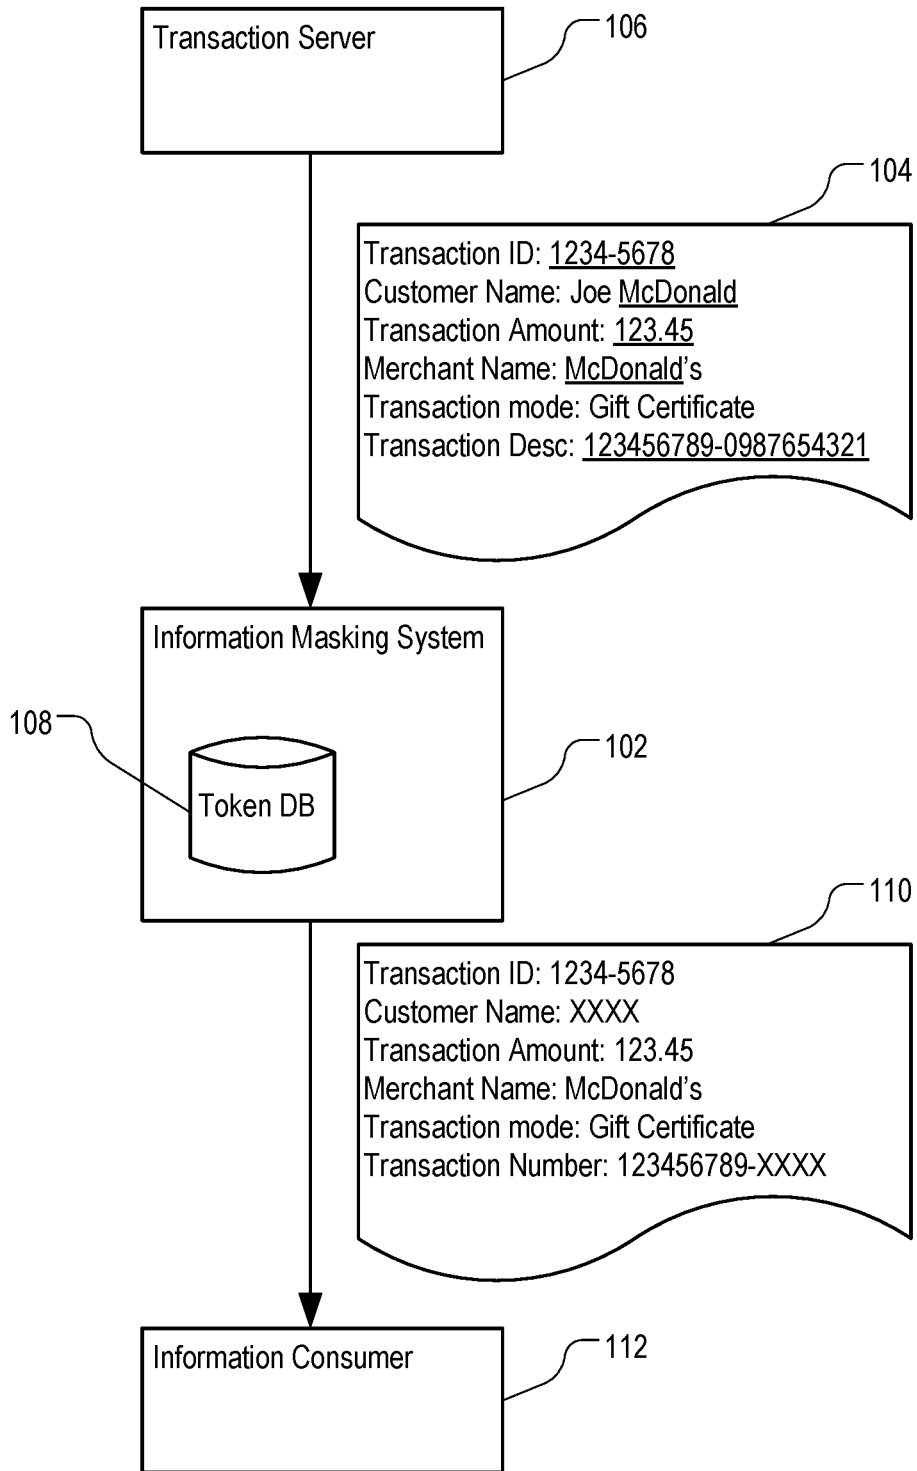 Transaction Server
106
104
Transaction ID: 1234-5678
Customer Name: Joe McDonald
Transaction Amount: 123.45
Merchant Name: McDonald's
Transaction mode: Gift Certificate
Transaction Desc: 123456789-0987654321
Information Masking System
108
102
Token DB
110
Transaction ID: 1234-5678
Customer Name: XXXX
Transaction Amount: 123.45
Merchant Name: McDonald's
Transaction mode: Gift Certificate
Transaction Number: 123456789-XXXX
Information Consumer
112